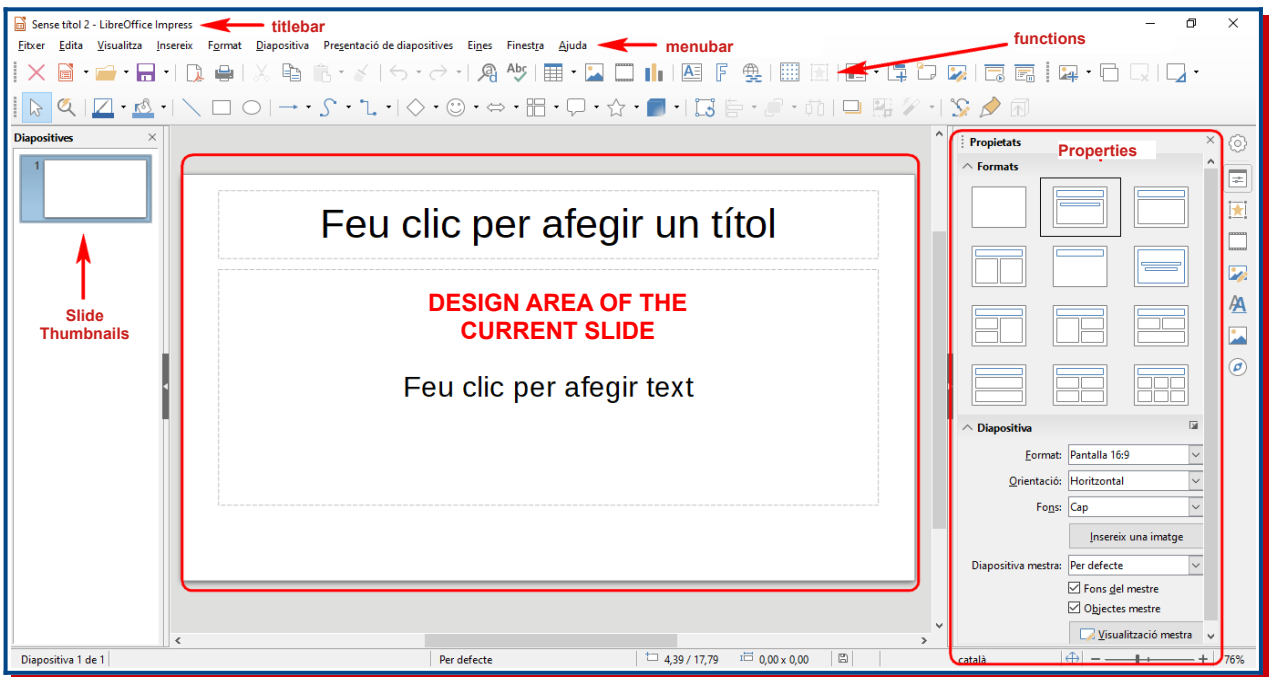 Sense títol 2 - LibreOffice Impress
titlebar
Fitxer Edita Visualitza Insereix Format Diapositiva Presentació de diapositives Eines Finestra Ajuda
menubar
functions
Diapositives
1
Slide
Thumbnails
Feu clic per afegir un títol
DESIGN AREA OF THE
CURRENT SLIDE
Feu clic per afegir text
Propietats
Properties
Formats
Diapositiva
Format: Pantalla 16:9
Orientació: Horitzontal
Fons: Cap
Insereix una imatge
Diapositiva mestra: Per defecte
Fons del mestre
Objectes mestre
Visualització mestra
Diapositiva 1 de 1
Per defecte
4,39 / 17,79
0,00 x 0,00
català
76%